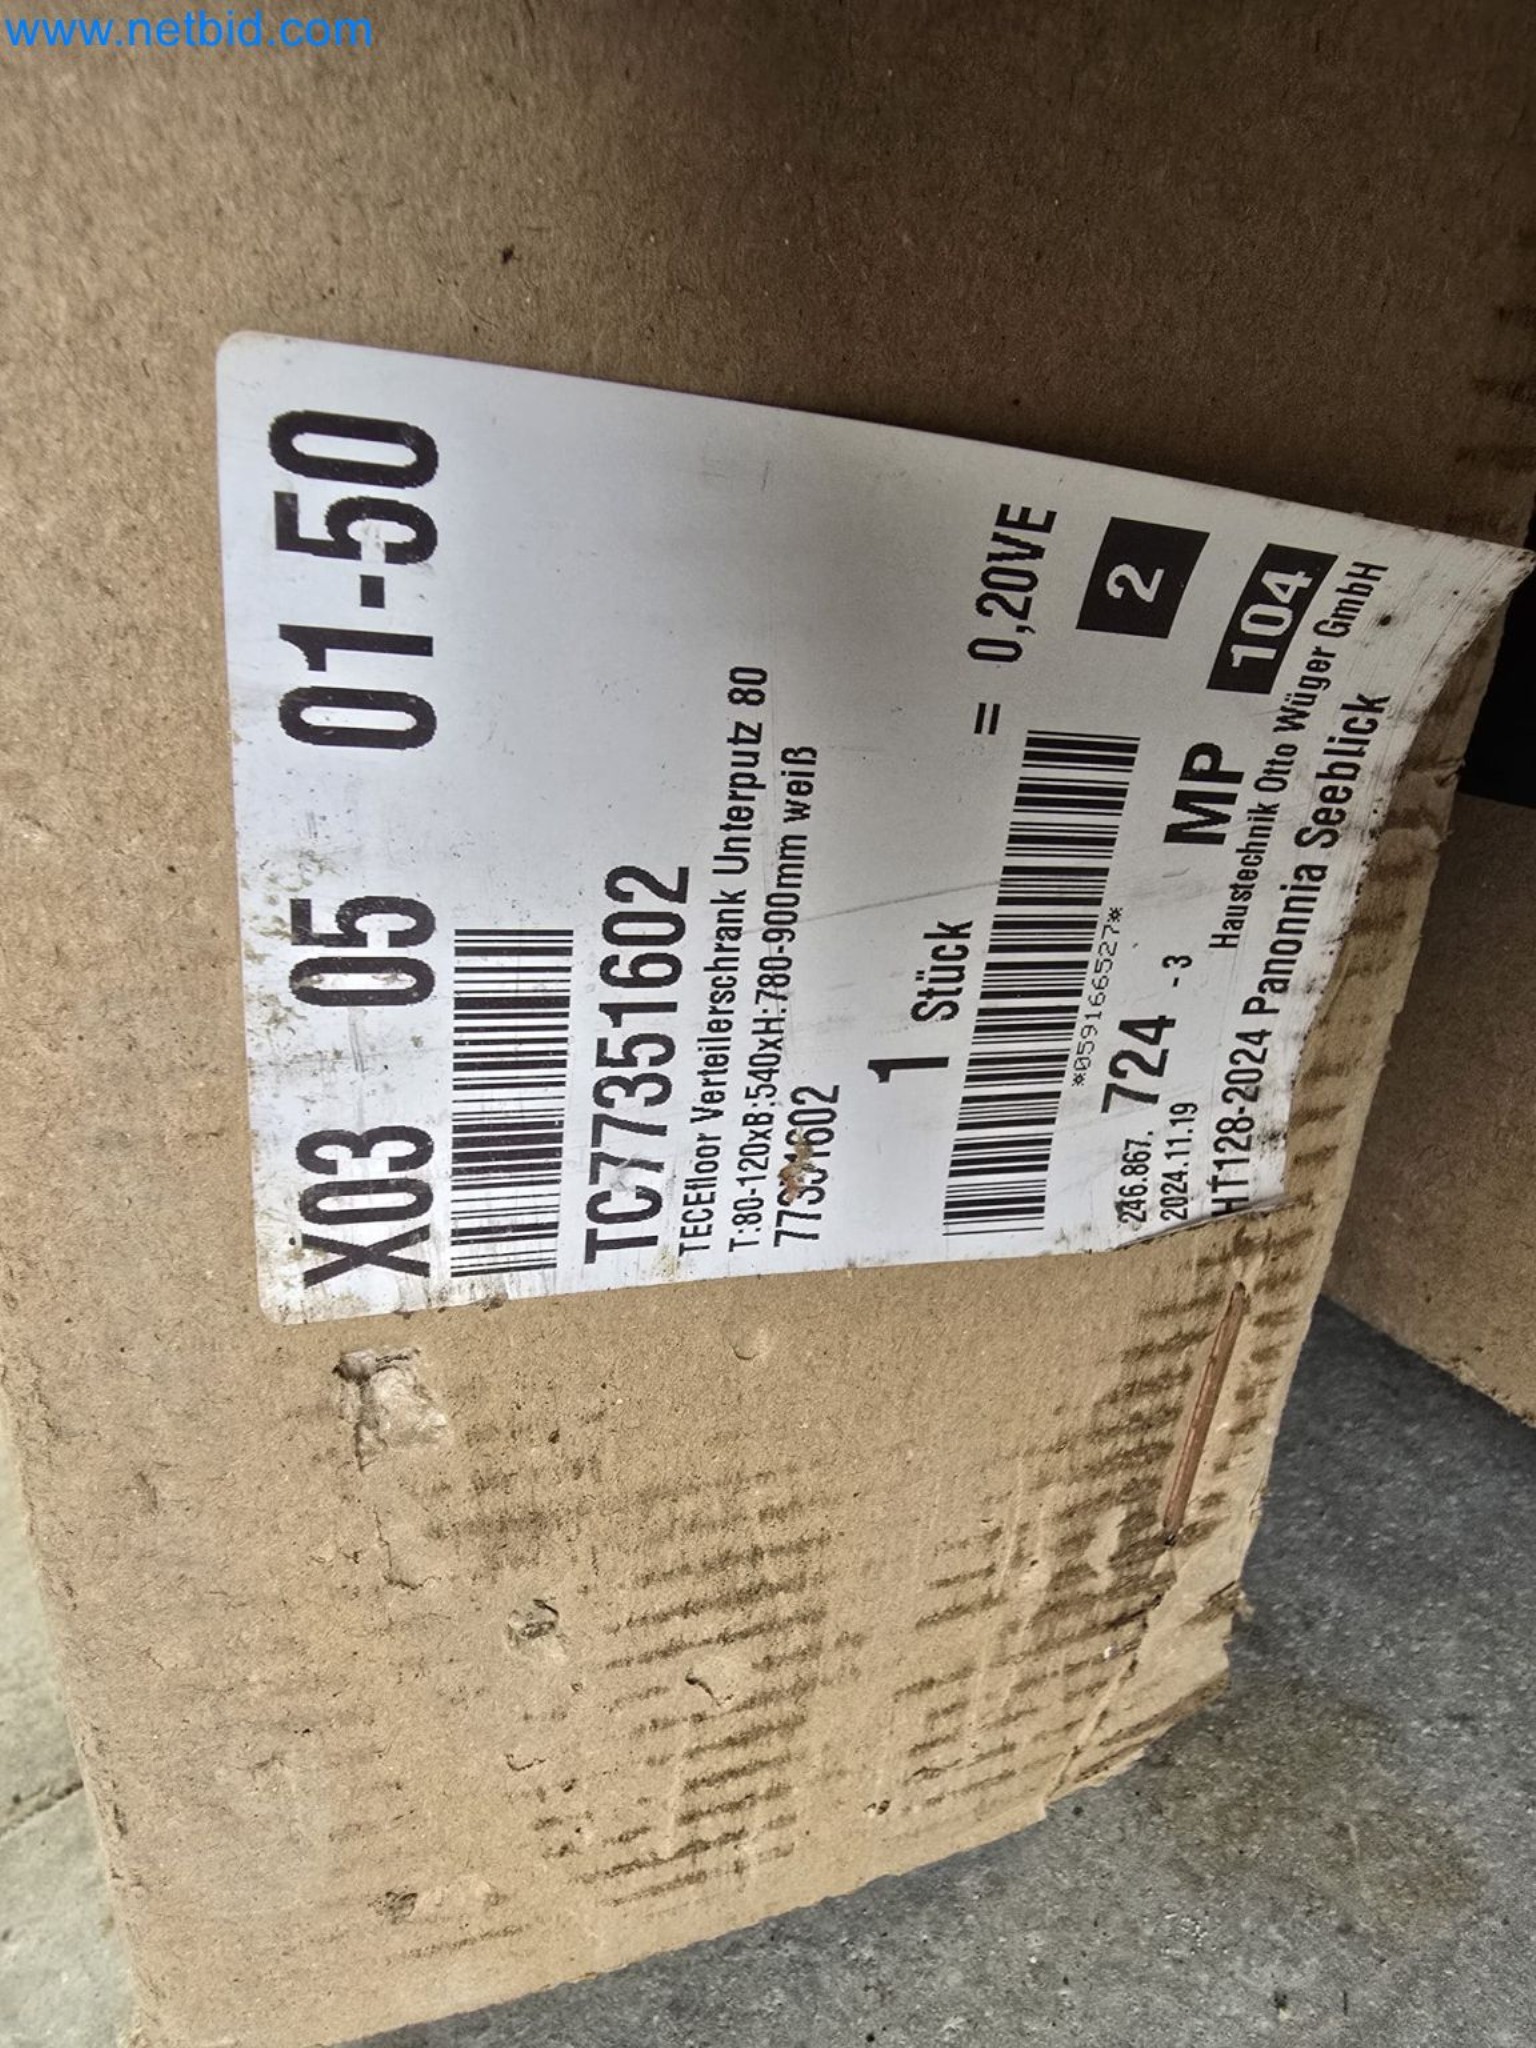 www.netbid.com
X03 05 01-50
TC77351602
TECEfloor Verteilerschrank Unterputz 80
T:80-120xB:540xH:780-900mm weiß
77351602
1 Stück = 0,20VE
*0591666527*
246.867. 724 - 3 MP 2
2024.11.19 Haustechnik Otto Wüger GmbH 104
HT128-2024 Panonnia Seeblick